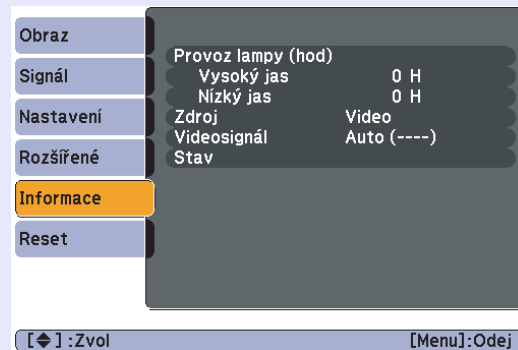 Obraz
Signál
Nastavení
Rozšířené
Informace
Reset
Provoz lampy (hod)
Vysoký jas 0 H
Nízký jas 0 H
Zdroj Video
Videosignál Auto (----)
Stav
[◆] :Zvol [Menu]:Odej